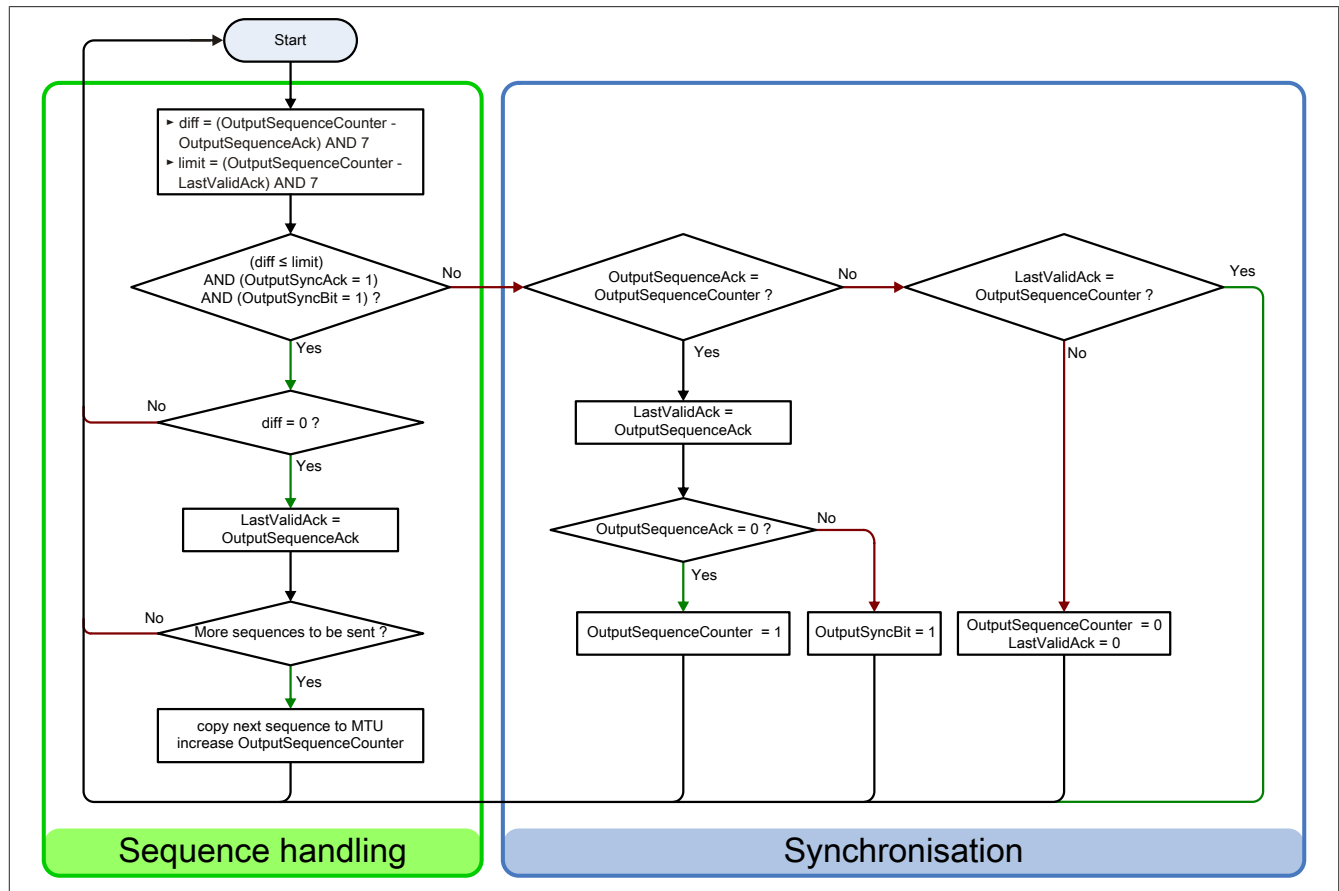 Start
► diff = (OutputSequenceCounter -
OutputSequenceAck) AND 7
► limit = (OutputSequenceCounter -
LastValidAck) AND 7
(diff ≤ limit)
AND (OutputSyncAck = 1)
AND (OutputSyncBit = 1) ?
No
Yes
diff = 0 ?
No
Yes
LastValidAck =
OutputSequenceAck
More sequences to be sent ?
No
Yes
copy next sequence to MTU
increase OutputSequenceCounter
Sequence handling
OutputSequenceAck =
OutputSequenceCounter ?
No
Yes
LastValidAck =
OutputSequenceAck
OutputSequenceAck = 0 ?
No
Yes
OutputSequenceCounter = 1
OutputSyncBit = 1
LastValidAck =
OutputSequenceCounter ?
Yes
No
OutputSequenceCounter = 0
LastValidAck = 0
Synchronisation